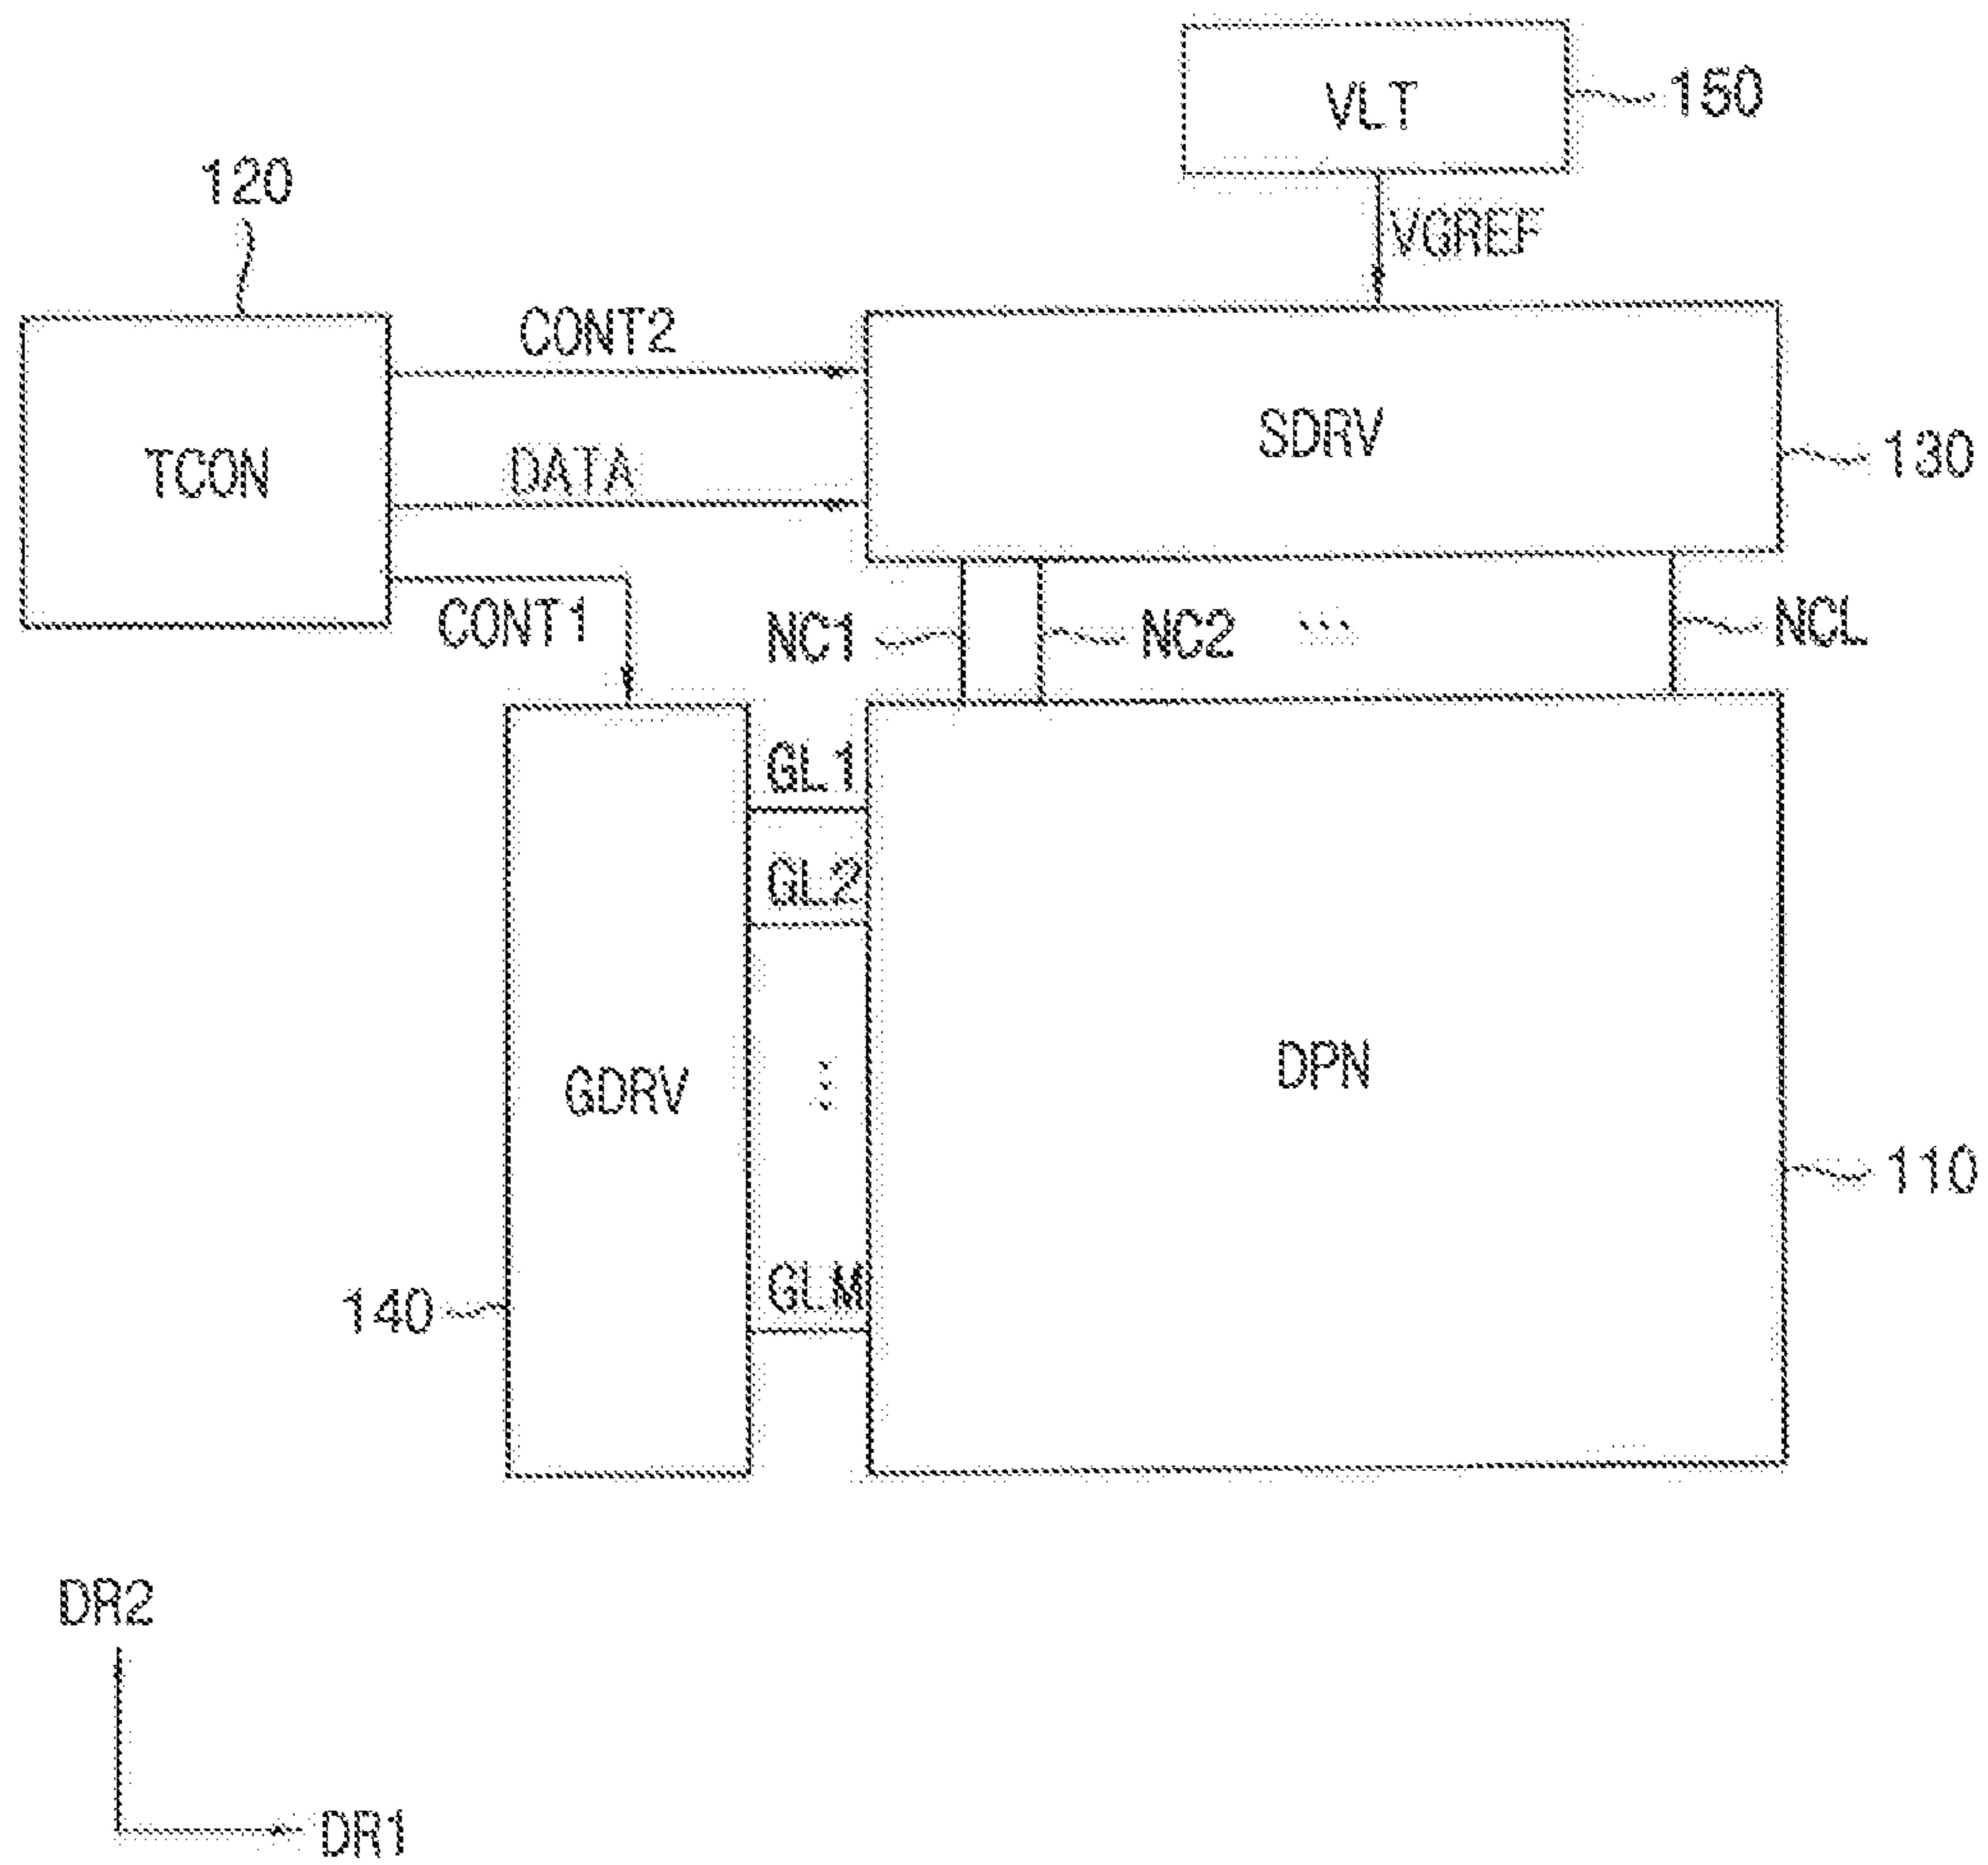 VLT
150
120
VGREF
CONT2
TCON
DATA
SDRV
130
CONT1
NC1
NC2
...
NCL
GL1
GL2
GDRV
DPN
110
GLM
140
DR2
DR1